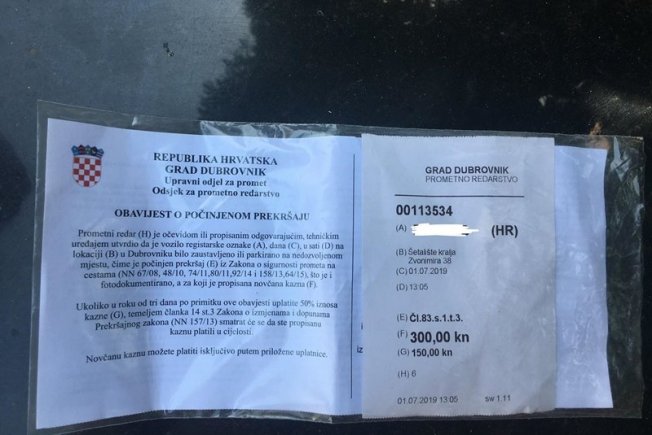 REPUBLIKA HRVATSKA
GRAD DUBROVNIK
Upravni odjel za promet
Odsjek za prometno redarstvo
OBAVIJEST O POČINJENOM PREKRŠAJU
Prometni redar (H) je očevidom ili propisanim odgovarajućim, tehničkim
uređajem utvrdio da je vozilo registarske oznake (A), dana (C), u sati (D) na
lokaciji (B) u Dubrovniku bilo zaustavljeno ili parkirano na nedozvoljenom
mjestu, čime je počinjen prekršaj (E) iz Zakona o sigurnosti prometa na
cestama (NN 67/08, 48/10, 74/11,80/11,92/14 i 158/13,64/15), što je i
fotodokumentirano, a za koji je propisana novčana kazna (F).
Ukoliko u roku od tri dana po primitku ove obavijesti uplatite 50% iznosa
kazne (G), temeljem članka 14 st.3 Zakona o izmjenama i dopunama
Prekršajnog zakona (NN 157/13) smatrat će se da ste propisanu
kaznu platili u cijelosti.
Novčanu kaznu možete platiti isključivo putem priložene uplatnice.
GRAD DUBROVNIK
PROMETNO REDARSTVO
00113534
(A) (HR)
(B) Šetalište kralja
Zvonimira 38
(C) 01.07.2019
(D) 13:05
(E) Čl.83.s.1.t.3.
(F) 300,00 kn
(G) 150,00 kn
(H) 6
01.07.2019 13:05 sw 1.11